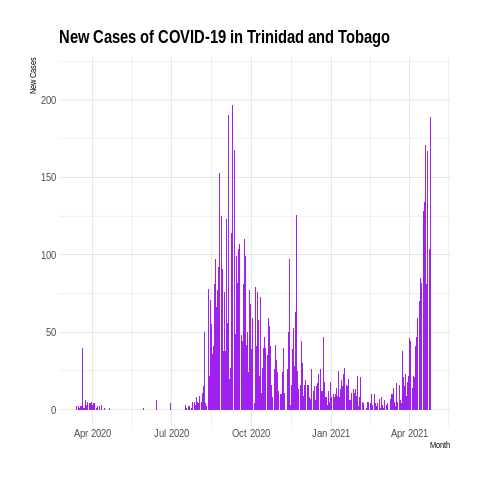 New Cases of COVID-19 in Trinidad and Tobago
New Cases
200
150
100
50
0
Apr 2020 Jul 2020 Oct 2020 Jan 2021 Apr 2021
Month